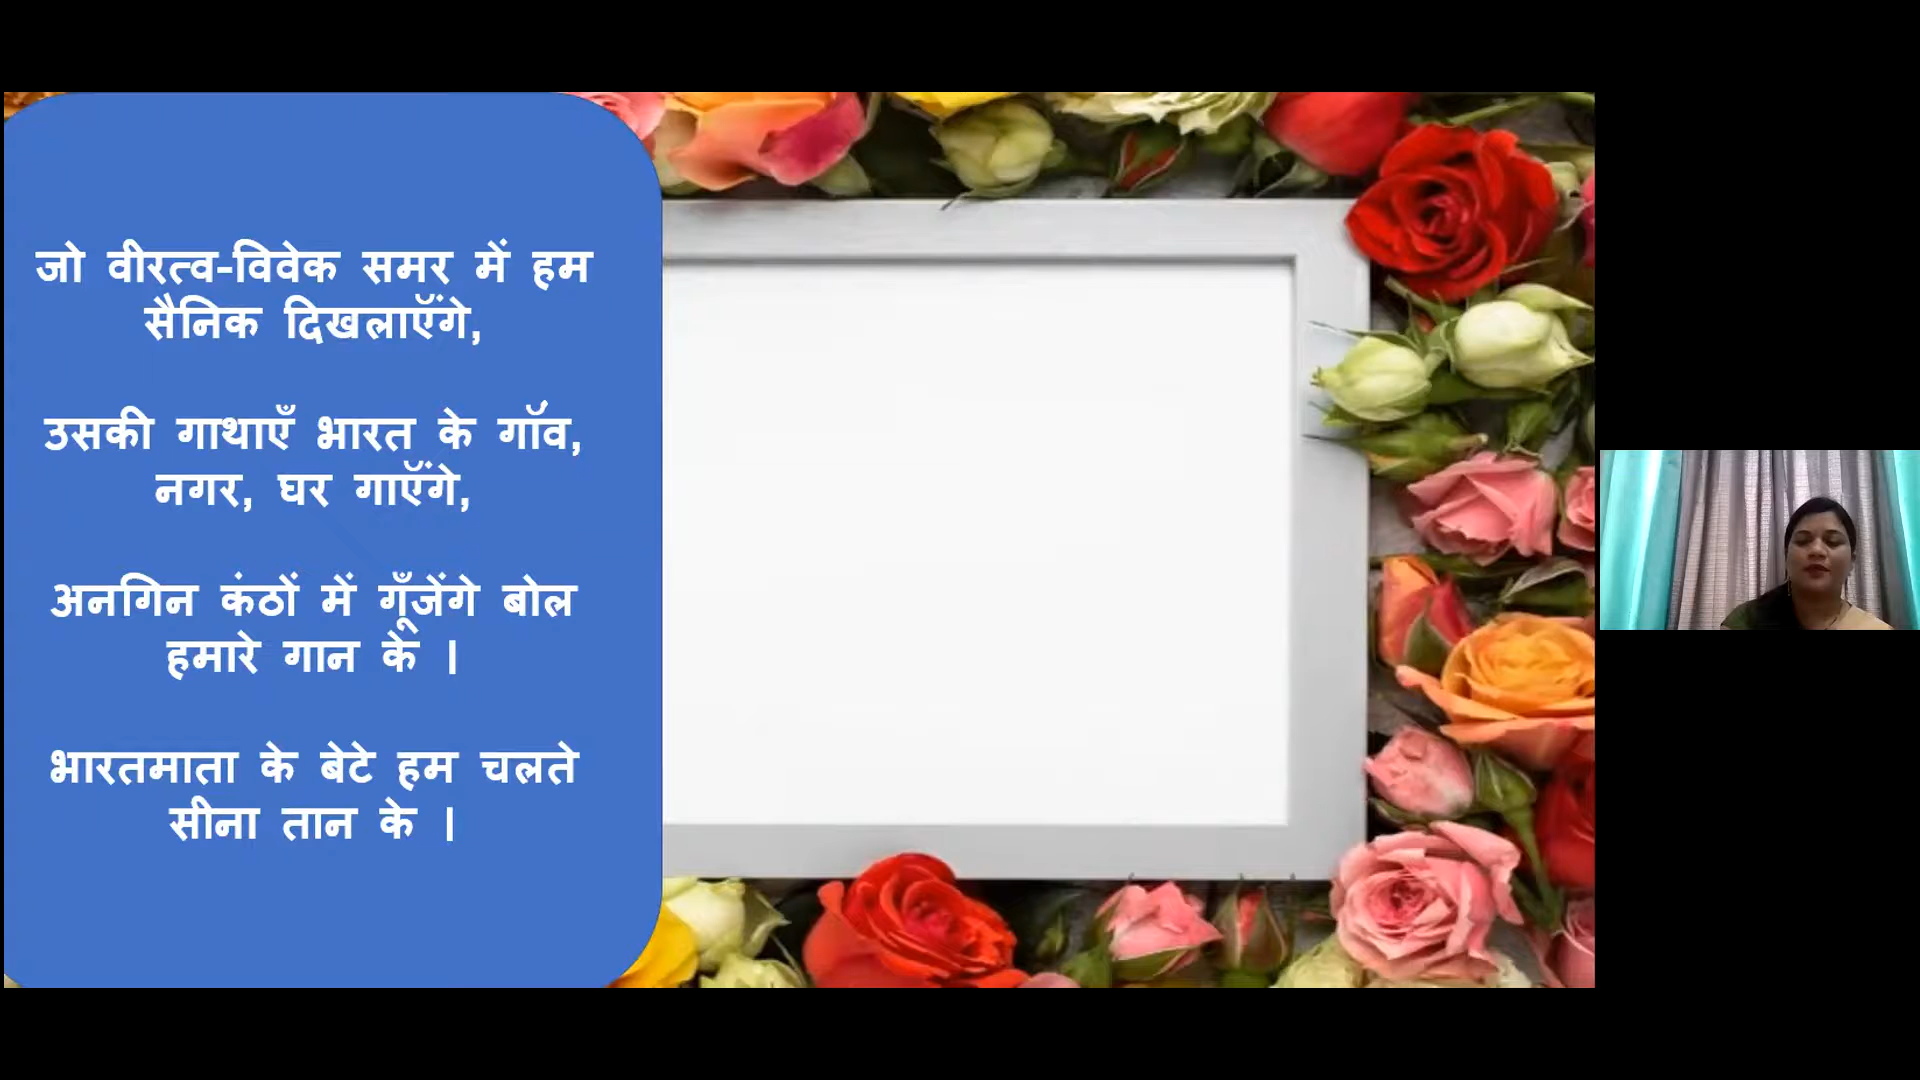 जो वीरत्व-विवेक समर में हम
सैनिक दिखलाएँगे,
उसकी गाथाएँ भारत के गाँव,
नगर, घर गाएँगे,
अनगिन कंठों में गूँजेंगे बोल
हमारे गान के ।
भारतमाता के बेटे हम चलते
सीना तान के ।